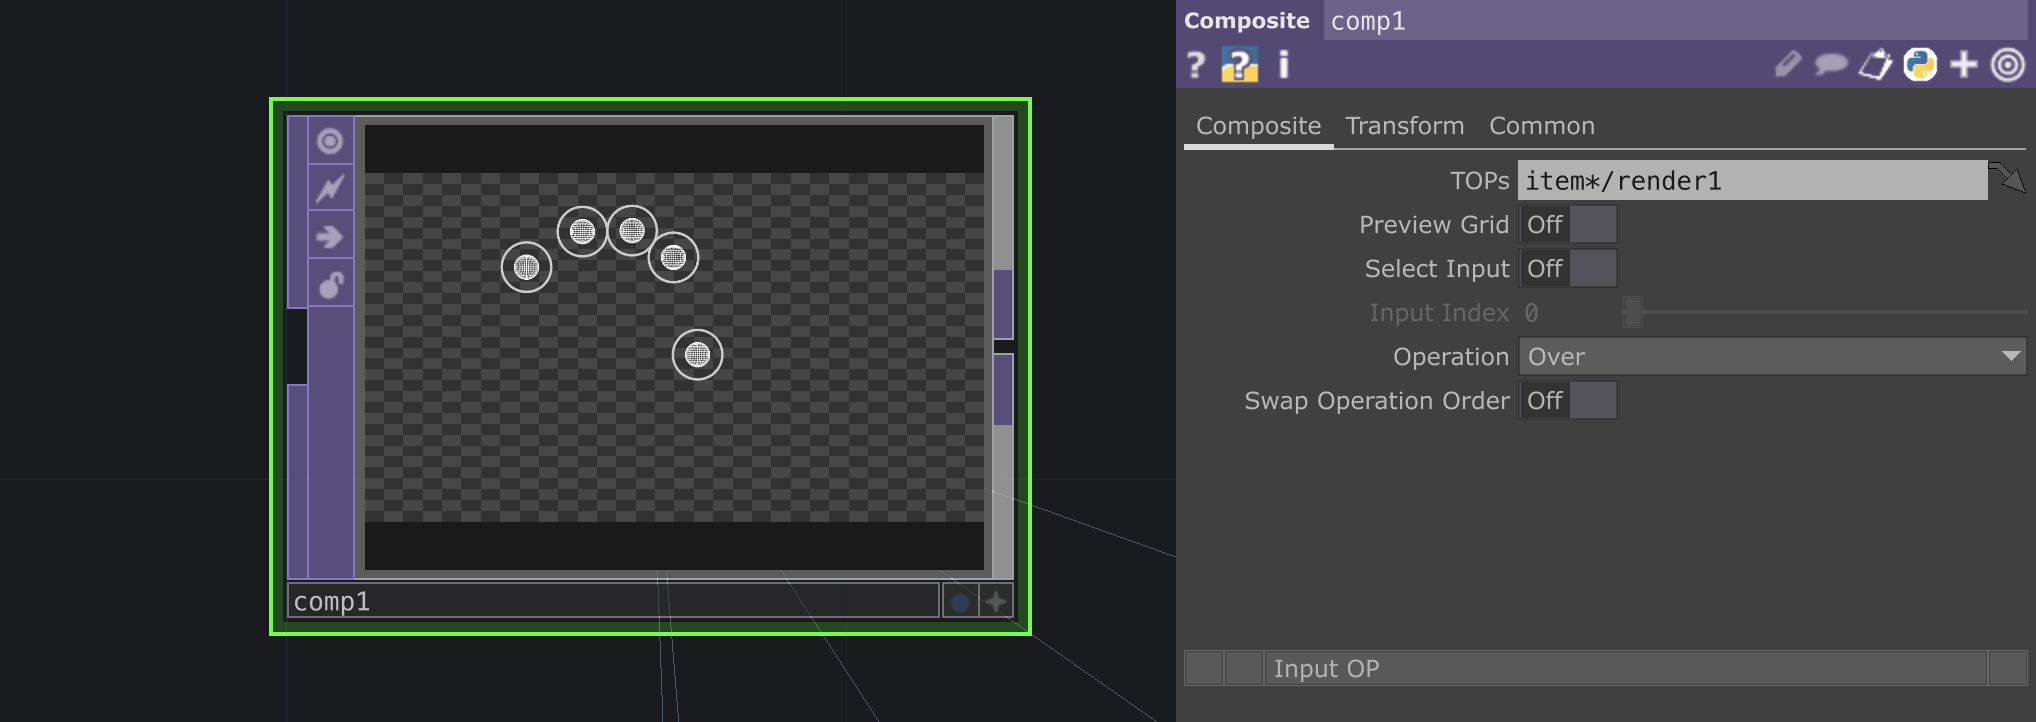 comp1
Composite comp1
? ? i
Composite Transform Common
TOPs item*/render1
Preview Grid Off
Select Input Off
Input Index 0
Operation Over
Swap Operation Order Off
Input OP